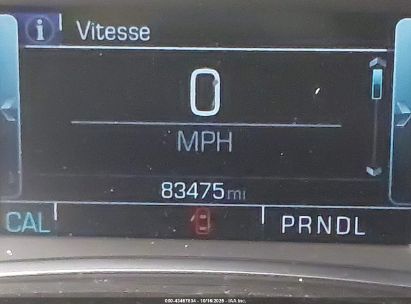 i Vitesse
0
MPH
83475 mi
CAL PRNDL